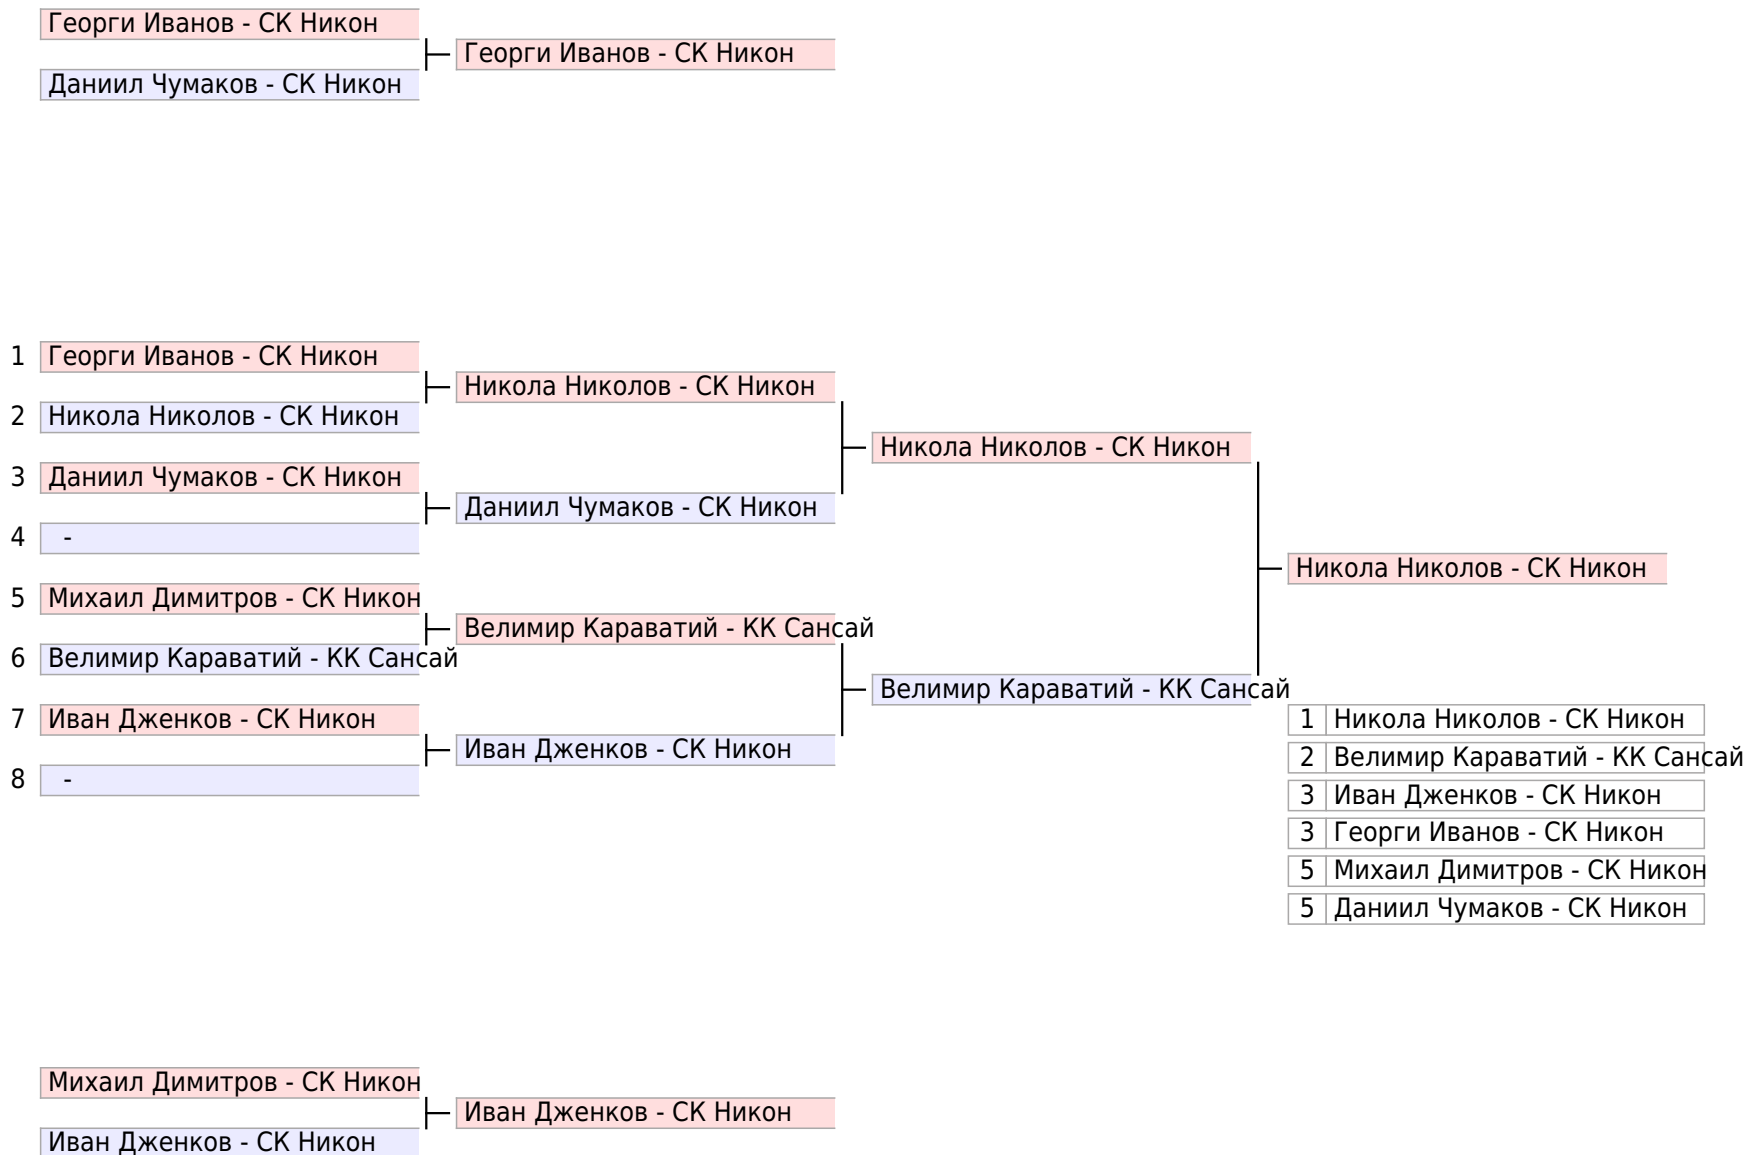 Георги Иванов - СК Никон
Георги Иванов - СК Никон
Даниил Чумаков - СК Никон
1 Георги Иванов - СК Никон
Никола Николов - СК Никон
2 Никола Николов - СК Никон
Никола Николов - СК Никон
3 Даниил Чумаков - СК Никон
Даниил Чумаков - СК Никон
4 -
Никола Николов - СК Никон
5 Михаил Димитров - СК Никон
Велимир Караватий - КК Сансай
6 Велимир Караватий - КК Сансай
Велимир Караватий - КК Сансай
7 Иван Дженков - СК Никон
Иван Дженков - СК Никон
8 -
1 Никола Николов - СК Никон
2 Велимир Караватий - КК Сансай
3 Иван Дженков - СК Никон
3 Георги Иванов - СК Никон
5 Михаил Димитров - СК Никон
5 Даниил Чумаков - СК Никон
Михаил Димитров - СК Никон
Иван Дженков - СК Никон
Иван Дженков - СК Никон